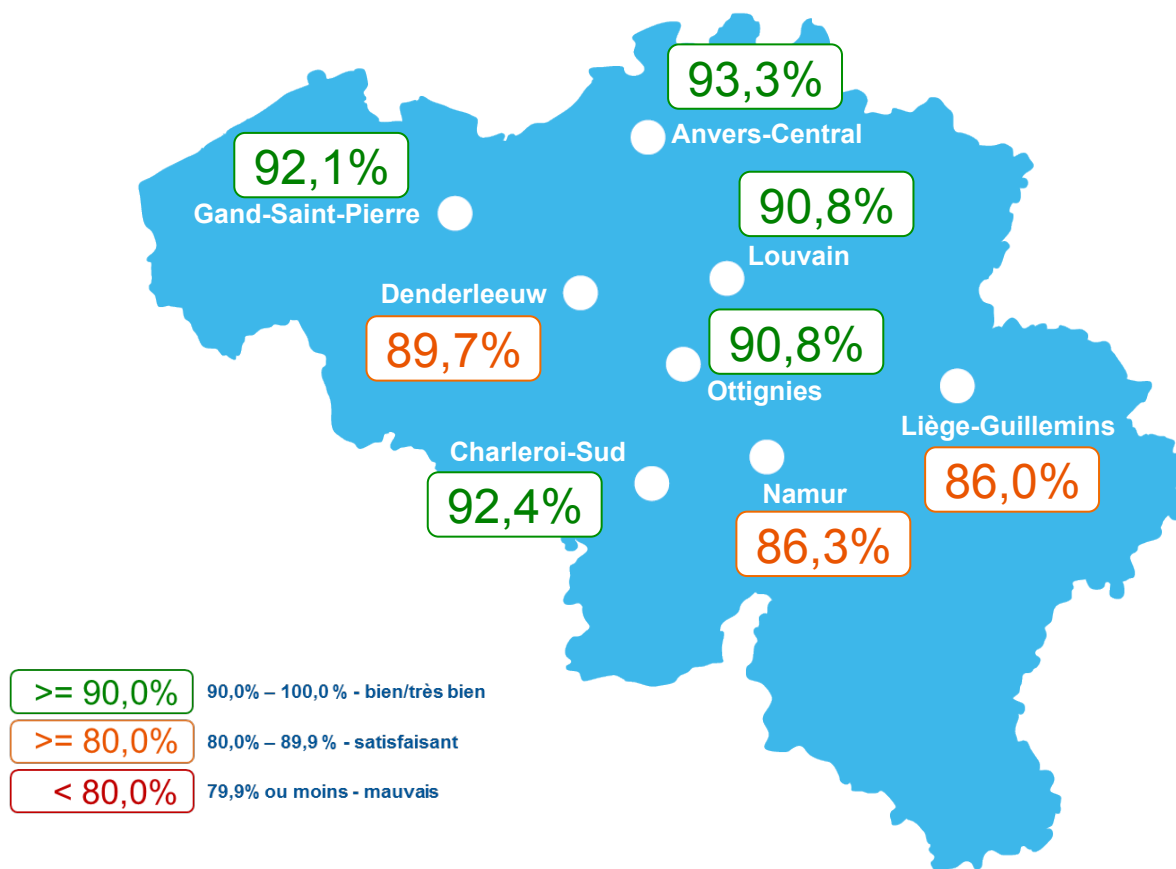 93,3%
Anvers-Central
92,1%
Gand-Saint-Pierre
90,8%
Louvain
Denderleeuw
89,7%
90,8%
Ottignies
Liège-Guillemins
86,0%
Charleroi-Sud
92,4%
Namur
86,3%
>= 90,0% 90,0% – 100,0 % - bien/très bien
>= 80,0% 80,0% – 89,9 % - satisfaisant
< 80,0% 79,9% ou moins - mauvais